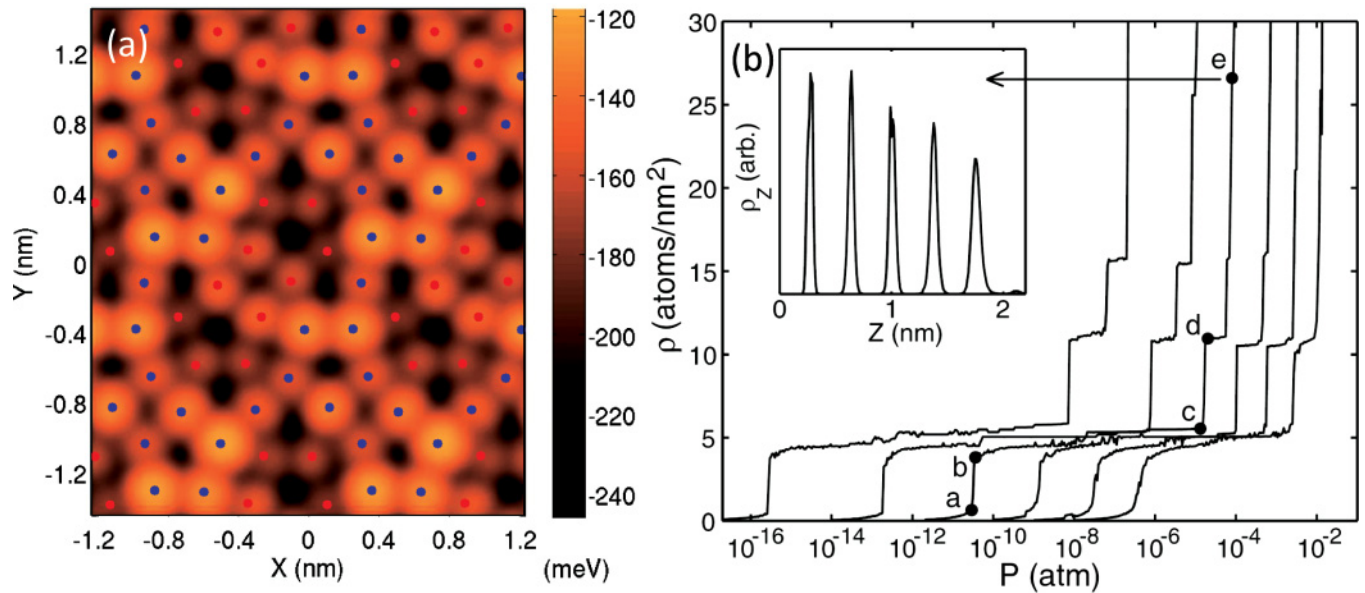 (a)
1.2
0.8
0.4
0
-0.4
-0.8
-1.2
Y (nm)
-1.2 -0.8 -0.4 0 0.4 0.8 1.2
X (nm)
-120
-140
-160
-180
-200
-220
-240
(meV)
(b)
30
25
20
15
10
5
0
ρ (atoms/nm²)
ρ_Z (arb.)
0 1 2
Z (nm)
e
d
c
b
a
10⁻¹⁶ 10⁻¹⁴ 10⁻¹² 10⁻¹⁰ 10⁻⁸ 10⁻⁶ 10⁻⁴ 10⁻²
P (atm)